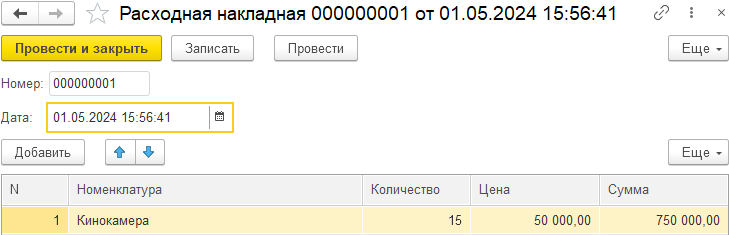 Расходная накладная 000000001 от 01.05.2024 15:56:41
Провести и закрыть Записать Провести Еще
Номер: 000000001
Дата: 01.05.2024 15:56:41
Добавить Еще
N Номенклатура Количество Цена Сумма
1 Кинокамера 15 50 000,00 750 000,00